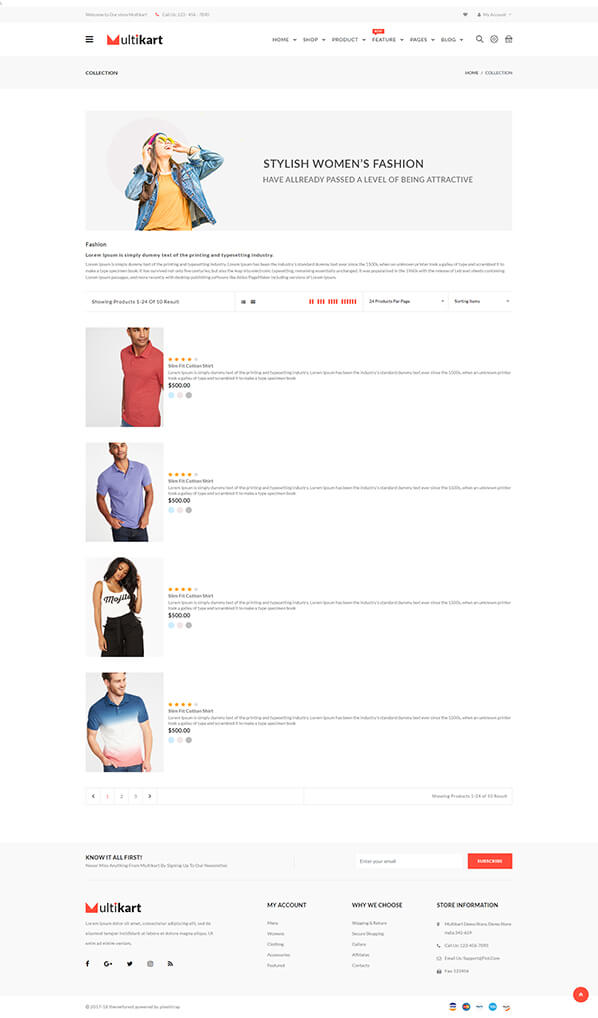 Welcome to Our store Multikart Call Us: 123 - 456 - 7890
My Account
Multikart
HOME SHOP PRODUCT FEATURE PAGES BLOG
COLLECTION
HOME / COLLECTION
STYLISH WOMEN'S FASHION
HAVE ALLREADY PASSED A LEVEL OF BEING ATTRACTIVE
Fashion
Lorem Ipsum is simply dummy text of the printing and typesetting industry.
Lorem Ipsum is simply dummy text of the printing and typesetting industry. Lorem Ipsum has been the industry's standard dummy text ever since the 1500s, when an unknown printer took a galley of type and scrambled it to
make a type specimen book. It has survived not only five centuries, but also the leap into electronic typesetting, remaining essentially unchanged. It was popularised in the 1960s with the release of Letraset sheets containing
Lorem Ipsum passages, and more recently with desktop publishing software like Aldus PageMaker including versions of Lorem Ipsum.
Showing Products 1-24 Of 10 Result
24 Products Par Page
Sorting Items
Slim Fit Cotton Shirt
Lorem Ipsum is simply dummy text of the printing and typesetting industry. Lorem Ipsum has been the industry's standard dummy text ever since the 1500s, when an unknown printer
took a galley of type and scrambled it to make a type specimen book
$500.00
Slim Fit Cotton Shirt
Lorem Ipsum is simply dummy text of the printing and typesetting industry. Lorem Ipsum has been the industry's standard dummy text ever since the 1500s, when an unknown printer
took a galley of type and scrambled it to make a type specimen book
$500.00
Mojito
Slim Fit Cotton Shirt
Lorem Ipsum is simply dummy text of the printing and typesetting industry. Lorem Ipsum has been the industry's standard dummy text ever since the 1500s, when an unknown printer
took a galley of type and scrambled it to make a type specimen book
$500.00
Slim Fit Cotton Shirt
Lorem Ipsum is simply dummy text of the printing and typesetting industry. Lorem Ipsum has been the industry's standard dummy text ever since the 1500s, when an unknown printer
took a galley of type and scrambled it to make a type specimen book
$500.00
1 2 3
Showing Products 1-24 of 10 Result
KNOW IT ALL FIRST!
Never Miss Anything From Multikart By Signing Up To Our Newsletter.
Enter your email
SUBSCRIBE
Multikart
Lorem ipsum dolor sit amet, consectetur adipiscing elit, sed do
eiusmod tempor incididunt ut labore et dolore magna aliqua. Ut
enim ad minim veniam,
MY ACCOUNT
Mens
Womens
Clothing
Accessories
Featured
WHY WE CHOOSE
Shipping & Return
Secure Shopping
Gallary
Affiliates
Contacts
STORE INFORMATION
Multikart Demo Store, Demo Store
India 345-659
Call Us: 123-456-7898
Email Us: Support@Fiot.Com
Fax: 123456
© 2017-18 themeforest powered by pixelstrap